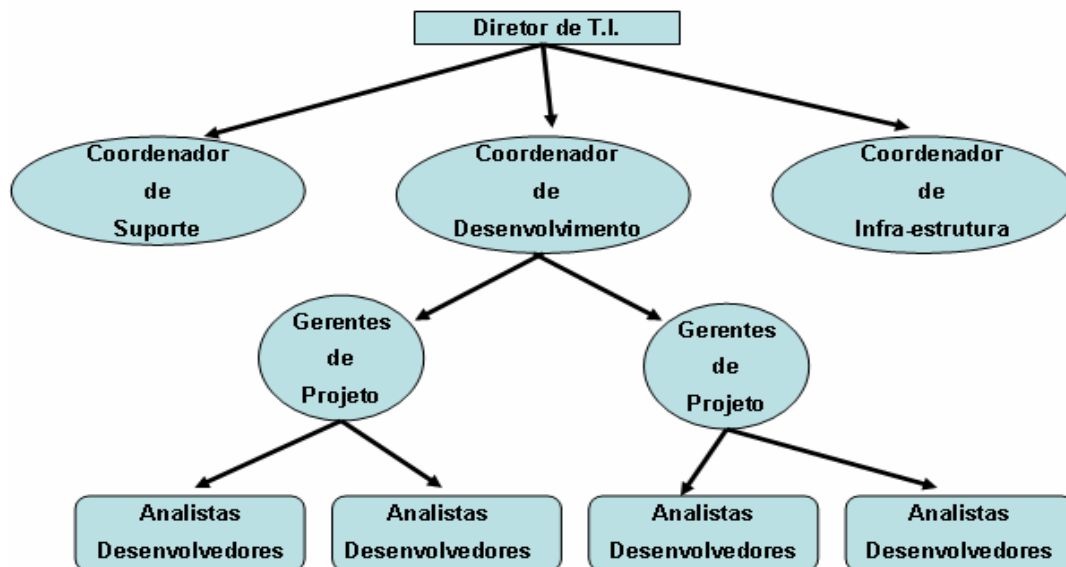 Diretor de T.I.
Coordenador
de
Suporte
Coordenador
de
Desenvolvimento
Coordenador
de
Infra-estrutura
Gerentes
de
Projeto
Gerentes
de
Projeto
Analistas
Desenvolvedores
Analistas
Desenvolvedores
Analistas
Desenvolvedores
Analistas
Desenvolvedores